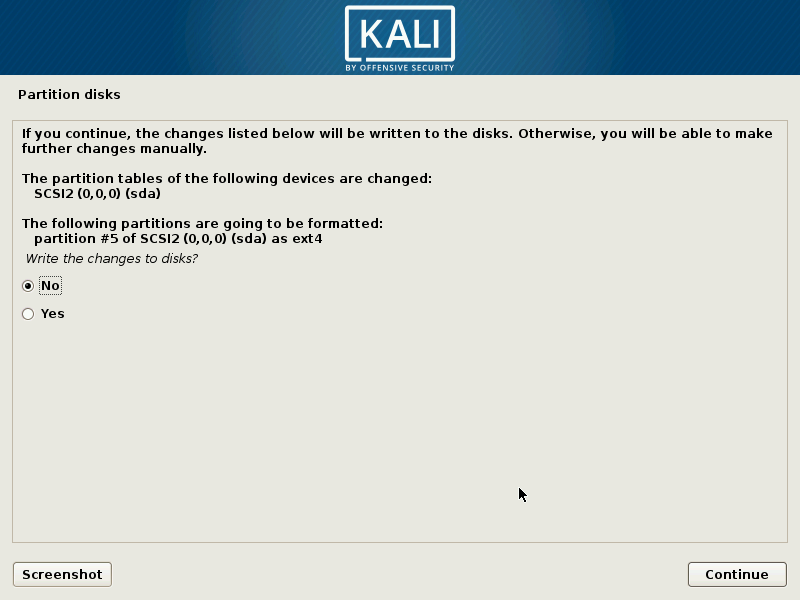 KALI
BY OFFENSIVE SECURITY
Partition disks
If you continue, the changes listed below will be written to the disks. Otherwise, you will be able to make
further changes manually.
The partition tables of the following devices are changed:
SCSI2 (0,0,0) (sda)
The following partitions are going to be formatted:
partition #5 of SCSI2 (0,0,0) (sda) as ext4
Write the changes to disks?
No
Yes
Screenshot
Continue